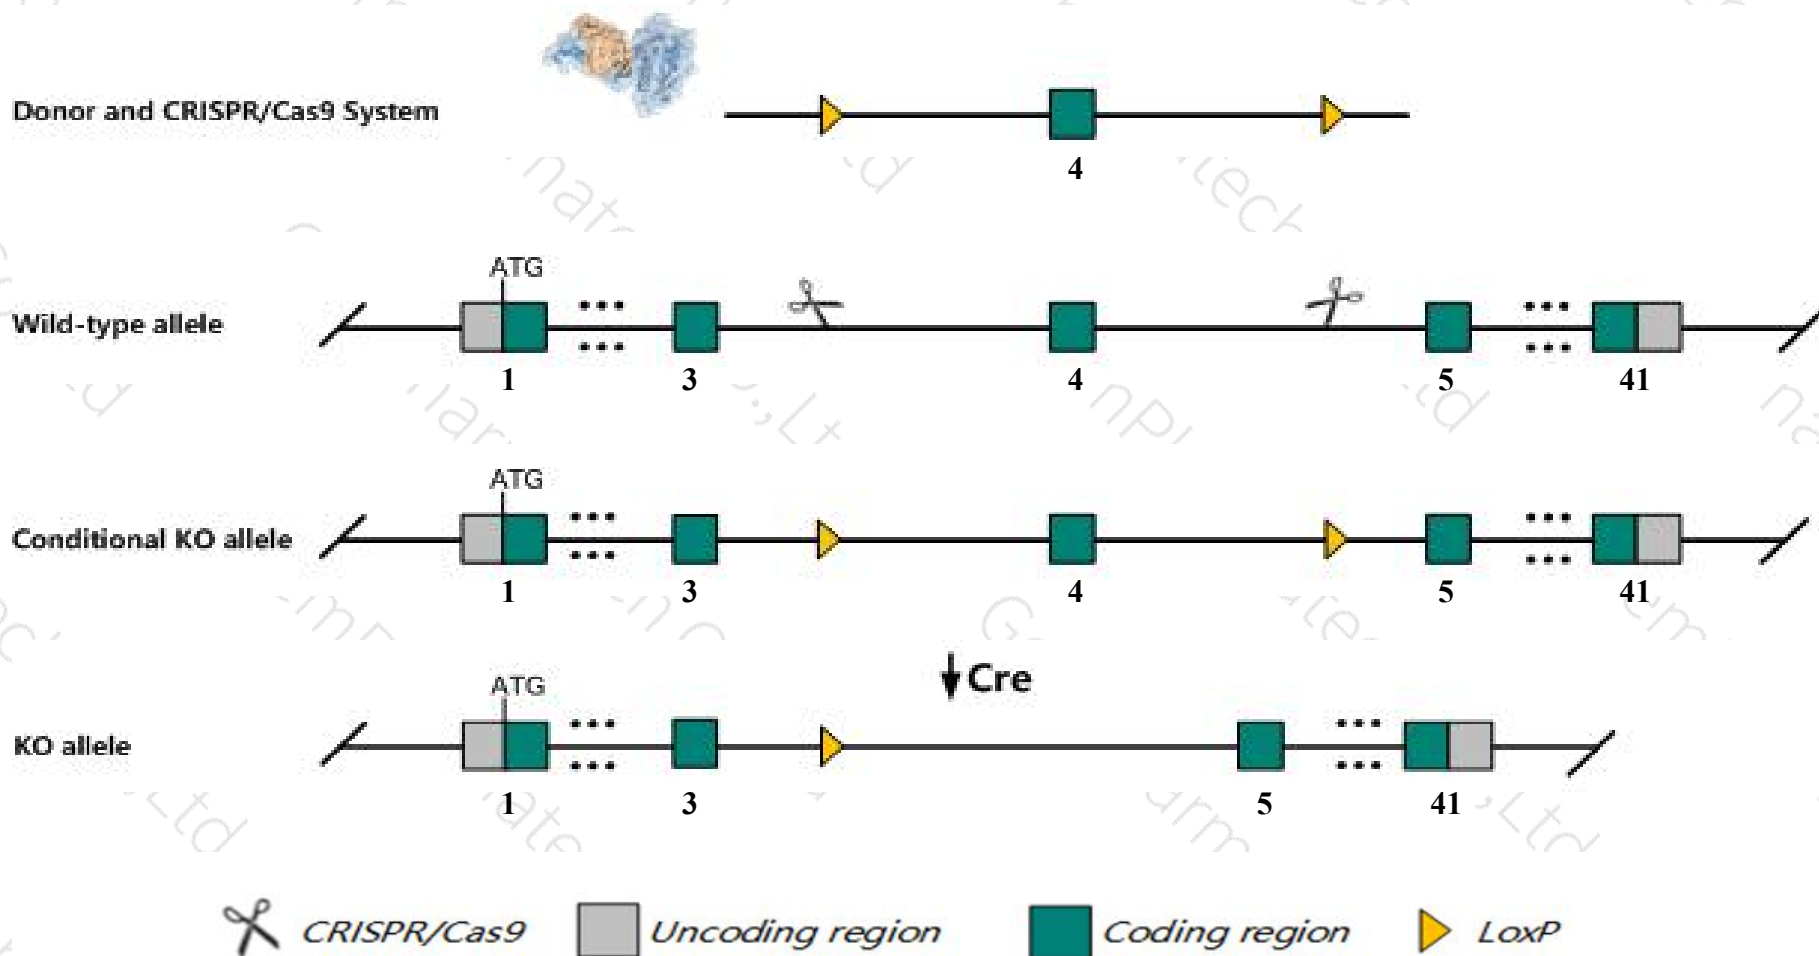 Donor and CRISPR/Cas9 System
4
ATG
Wild-type allele
1 3 4 5 41
ATG
Conditional KO allele
1 3 4 5 41
Cre
ATG
KO allele
1 3 5 41
CRISPR/Cas9 Uncoding region Coding region LoxP